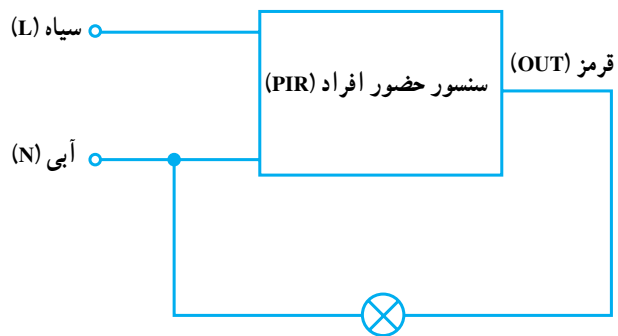 سیاه (L)
سنسور حضور افراد (PIR)
قرمز (OUT)
آبی (N)